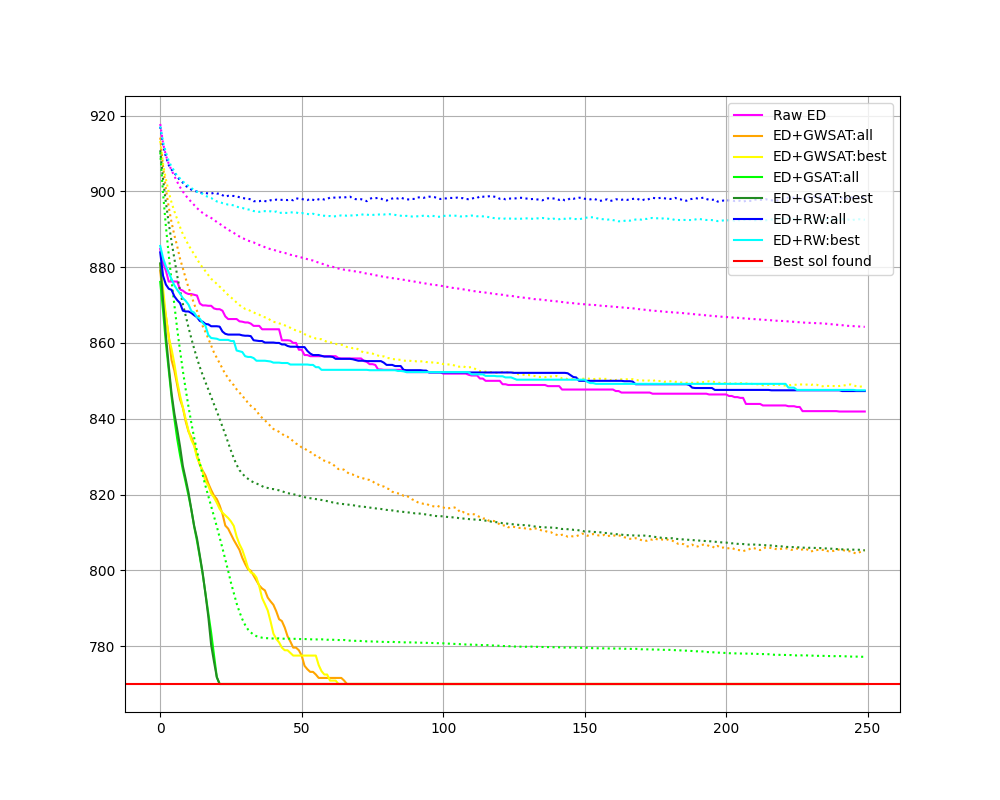 920
900
880
860
840
820
800
780
0
50
100
150
200
250
Raw ED
ED+GWSAT:all
ED+GWSAT:best
ED+GSAT:all
ED+GSAT:best
ED+RW:all
ED+RW:best
Best sol found